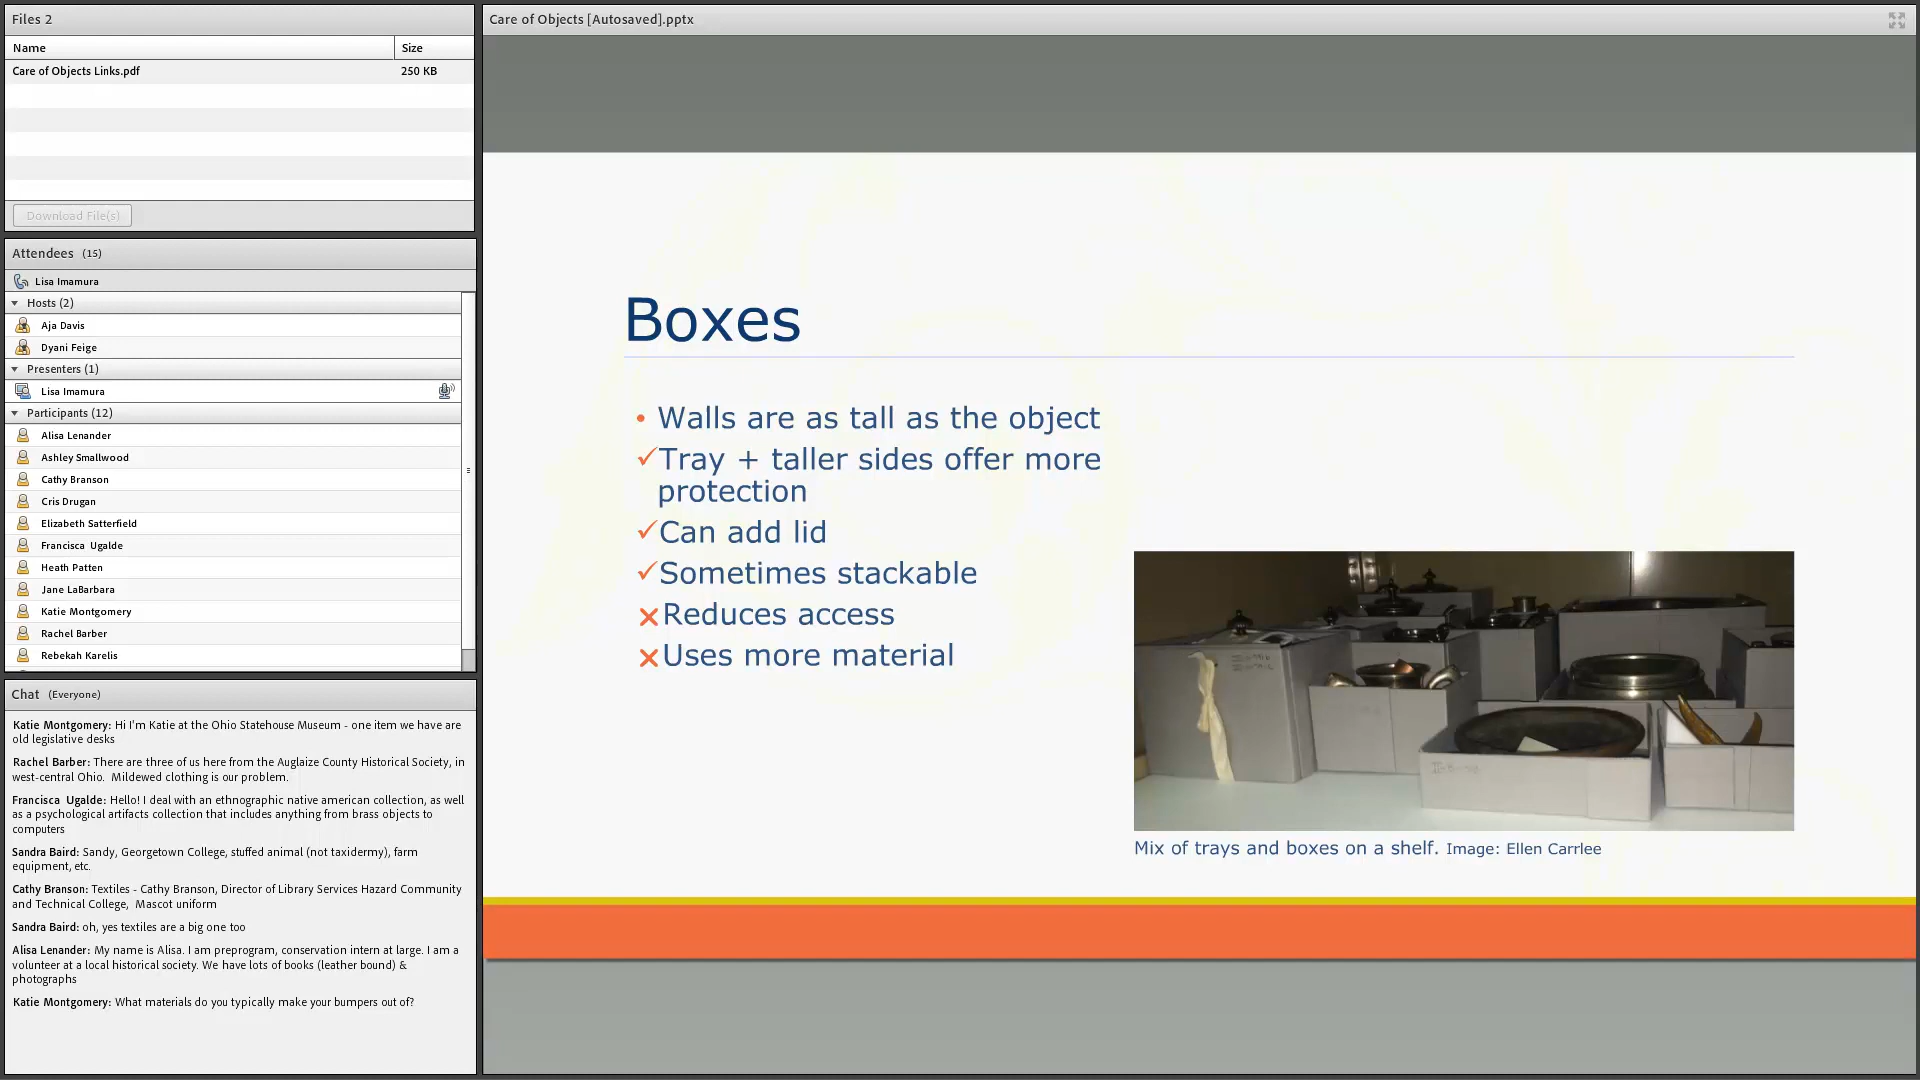 Files 2
Name Size
Care of Objects Links.pdf 250 KB
Download File(s)
Attendees (15)
Lisa Imamura
Hosts (2)
Aja Davis
Dyani Feige
Presenters (1)
Lisa Imamura
Participants (12)
Alisa Lenander
Ashley Smallwood
Cathy Branson
Cris Drugan
Elizabeth Satterfield
Francisca Ugalde
Heath Patten
Jane LaBarbara
Katie Montgomery
Rachel Barber
Rebekah Karelis
Chat (Everyone)
Katie Montgomery: Hi I'm Katie at the Ohio Statehouse Museum - one item we have are
old legislative desks
Rachel Barber: There are three of us here from the Auglaize County Historical Society, in
west-central Ohio. Mildewed clothing is our problem.
Francisca Ugalde: Hello! I deal with an ethnographic native american collection, as well
as a psychological artifacts collection that includes anything from brass objects to
computers
Sandra Baird: Sandy, Georgetown College, stuffed animal (not taxidermy), farm
equipment, etc.
Cathy Branson: Textiles - Cathy Branson, Director of Library Services Hazard Community
and Technical College, Mascot uniform
Sandra Baird: oh, yes textiles are a big one too
Alisa Lenander: My name is Alisa. I am preprogram, conservation intern at large. I am a
volunteer at a local historical society. We have lots of books (leather bound) &
photographs
Katie Montgomery: What materials do you typically make your bumpers out of?
Care of Objects [Autosaved].pptx
Boxes
• Walls are as tall as the object
✓Tray + taller sides offer more
protection
✓Can add lid
✓Sometimes stackable
×Reduces access
×Uses more material
Mix of trays and boxes on a shelf. Image: Ellen Carrlee